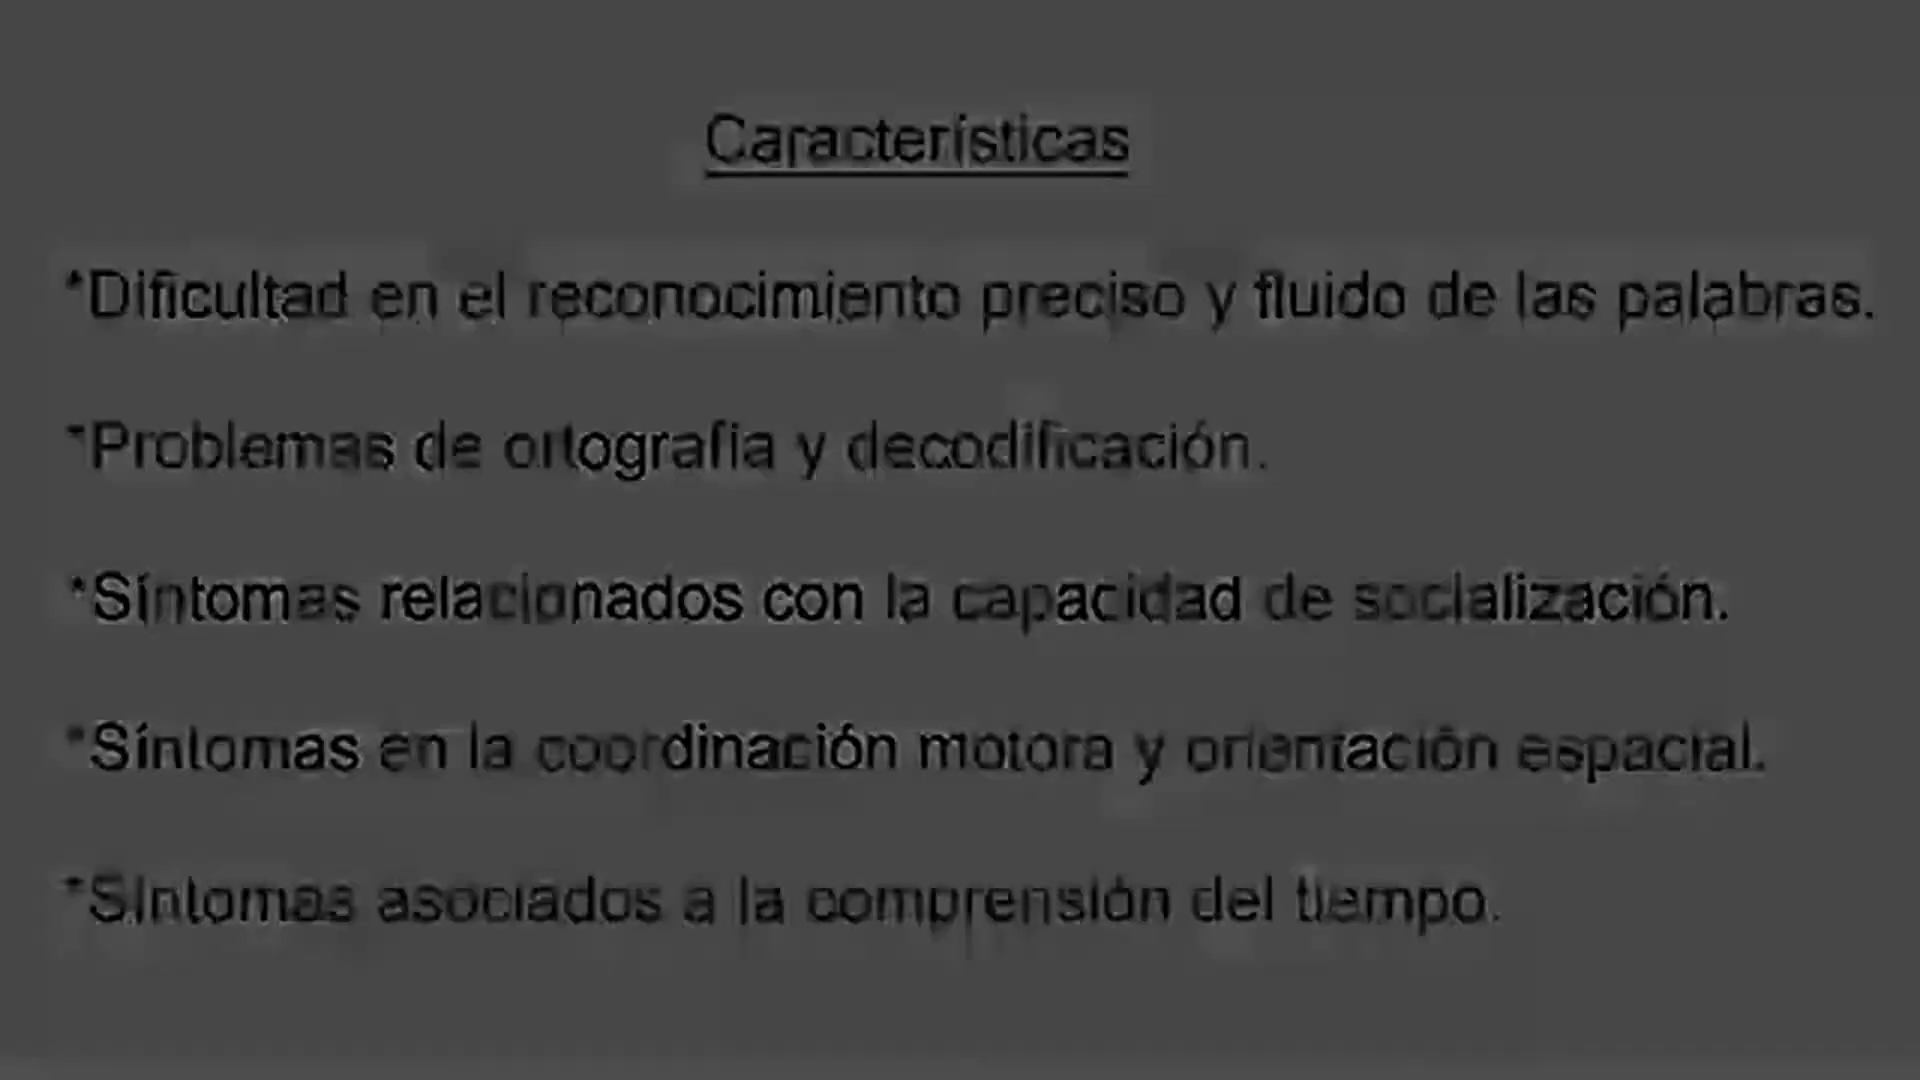 Características
*Dificultad en el reconocimiento preciso y fluido de las palabras.
*Problemas de ortografía y decodificación.
*Síntomas relacionados con la capacidad de socialización.
*Síntomas en la coordinación motora y orientación espacial.
*Síntomas asociados a la comprensión del tiempo.